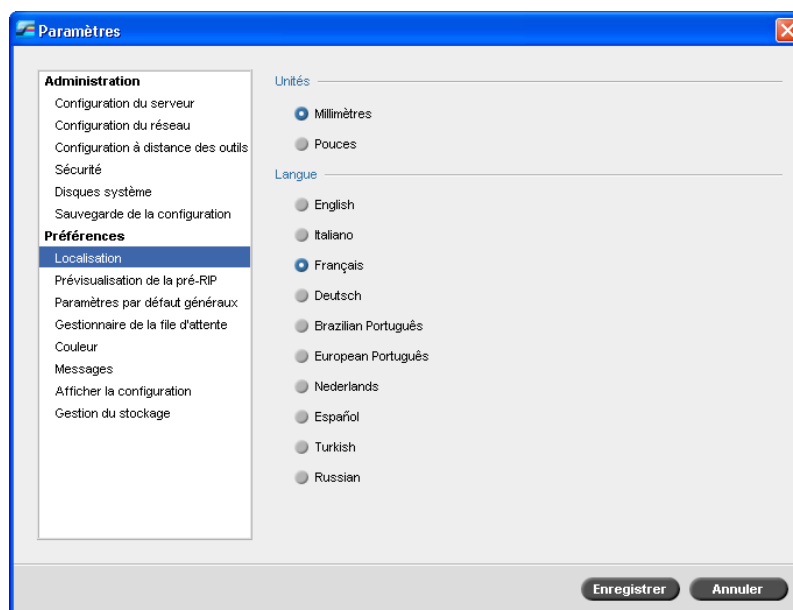 Paramètres
Administration
Configuration du serveur
Configuration du réseau
Configuration à distance des outils
Sécurité
Disques système
Sauvegarde de la configuration
Préférences
Localisation
Prévisualisation de la pré-RIP
Paramètres par défaut généraux
Gestionnaire de la file d'attente
Couleur
Messages
Afficher la configuration
Gestion du stockage
Unités
Millimètres
Pouces
Langue
English
Italiano
Français
Deutsch
Brazilian Português
European Português
Nederlands
Español
Turkish
Russian
Enregistrer
Annuler